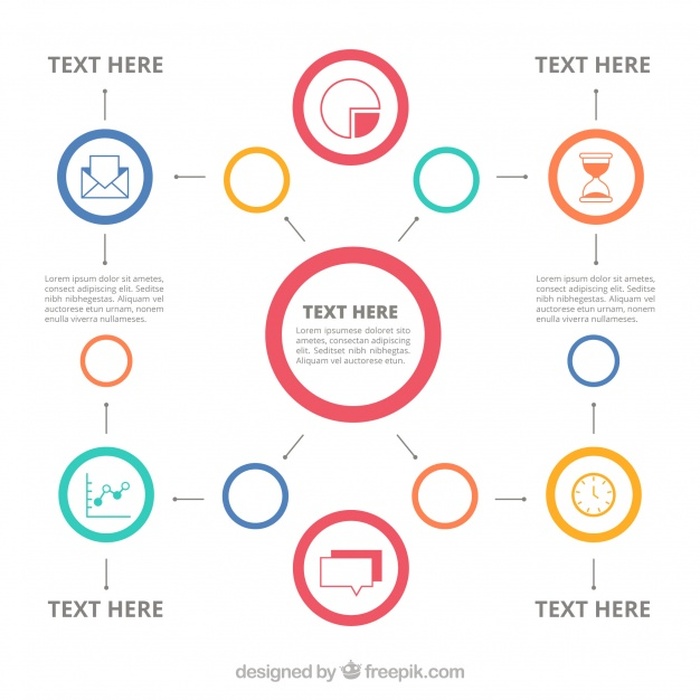 TEXT HERE
TEXT HERE
Lorem ipsum dolor sit ametes,
consect adipiscing elit. Seditse
nibh nibhegestas. Aliquam vel
auctorese etun urnam, donem
enulla viverra nullameses.
Lorem ipsum dolor sit ametes,
consect adipiscing elit. Seditse
nibh nibhegestas. Aliquam vel
auctorese etun urnam, donem
enulla viverra nullameses.
TEXT HERE
Lorem ipsumese doloret sito
ametes, consectan adipiscing
elit. Seditset nibh nibhegtas.
Aliquam vel auctorese etun.
TEXT HERE
TEXT HERE
designed by freepik.com